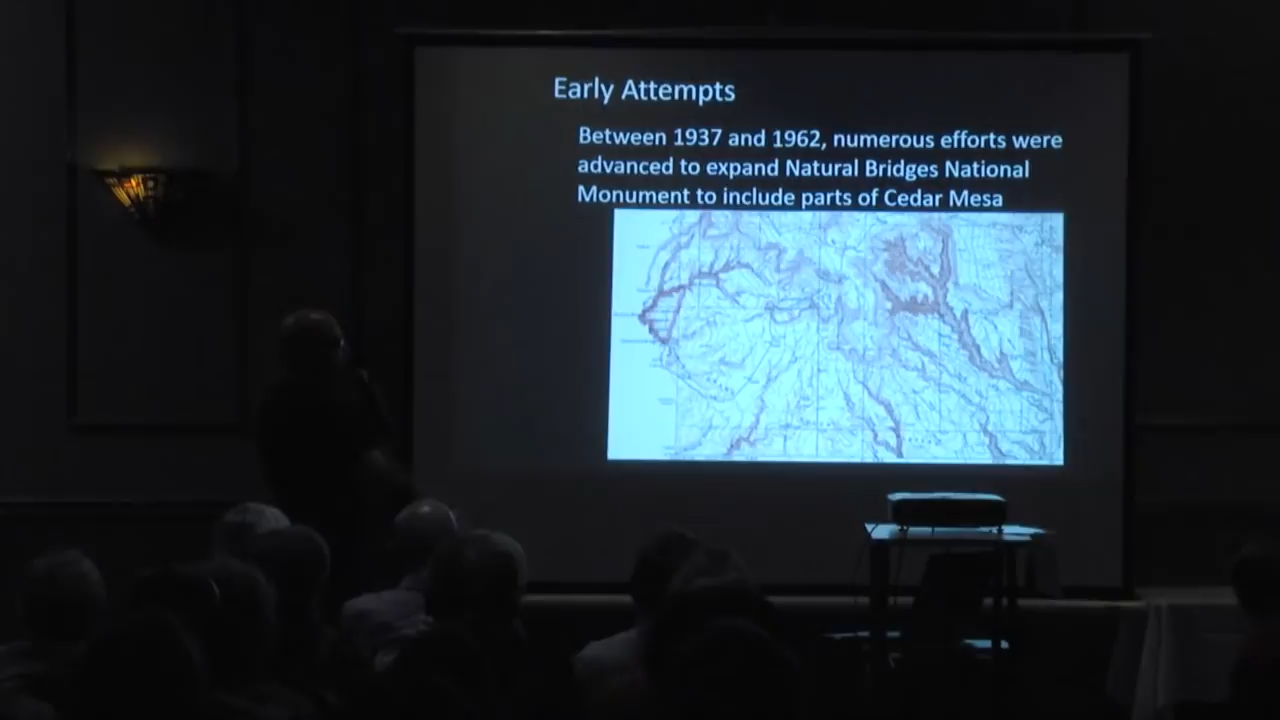 Early Attempts
Between 1937 and 1962, numerous efforts were
advanced to expand Natural Bridges National
Monument to include parts of Cedar Mesa